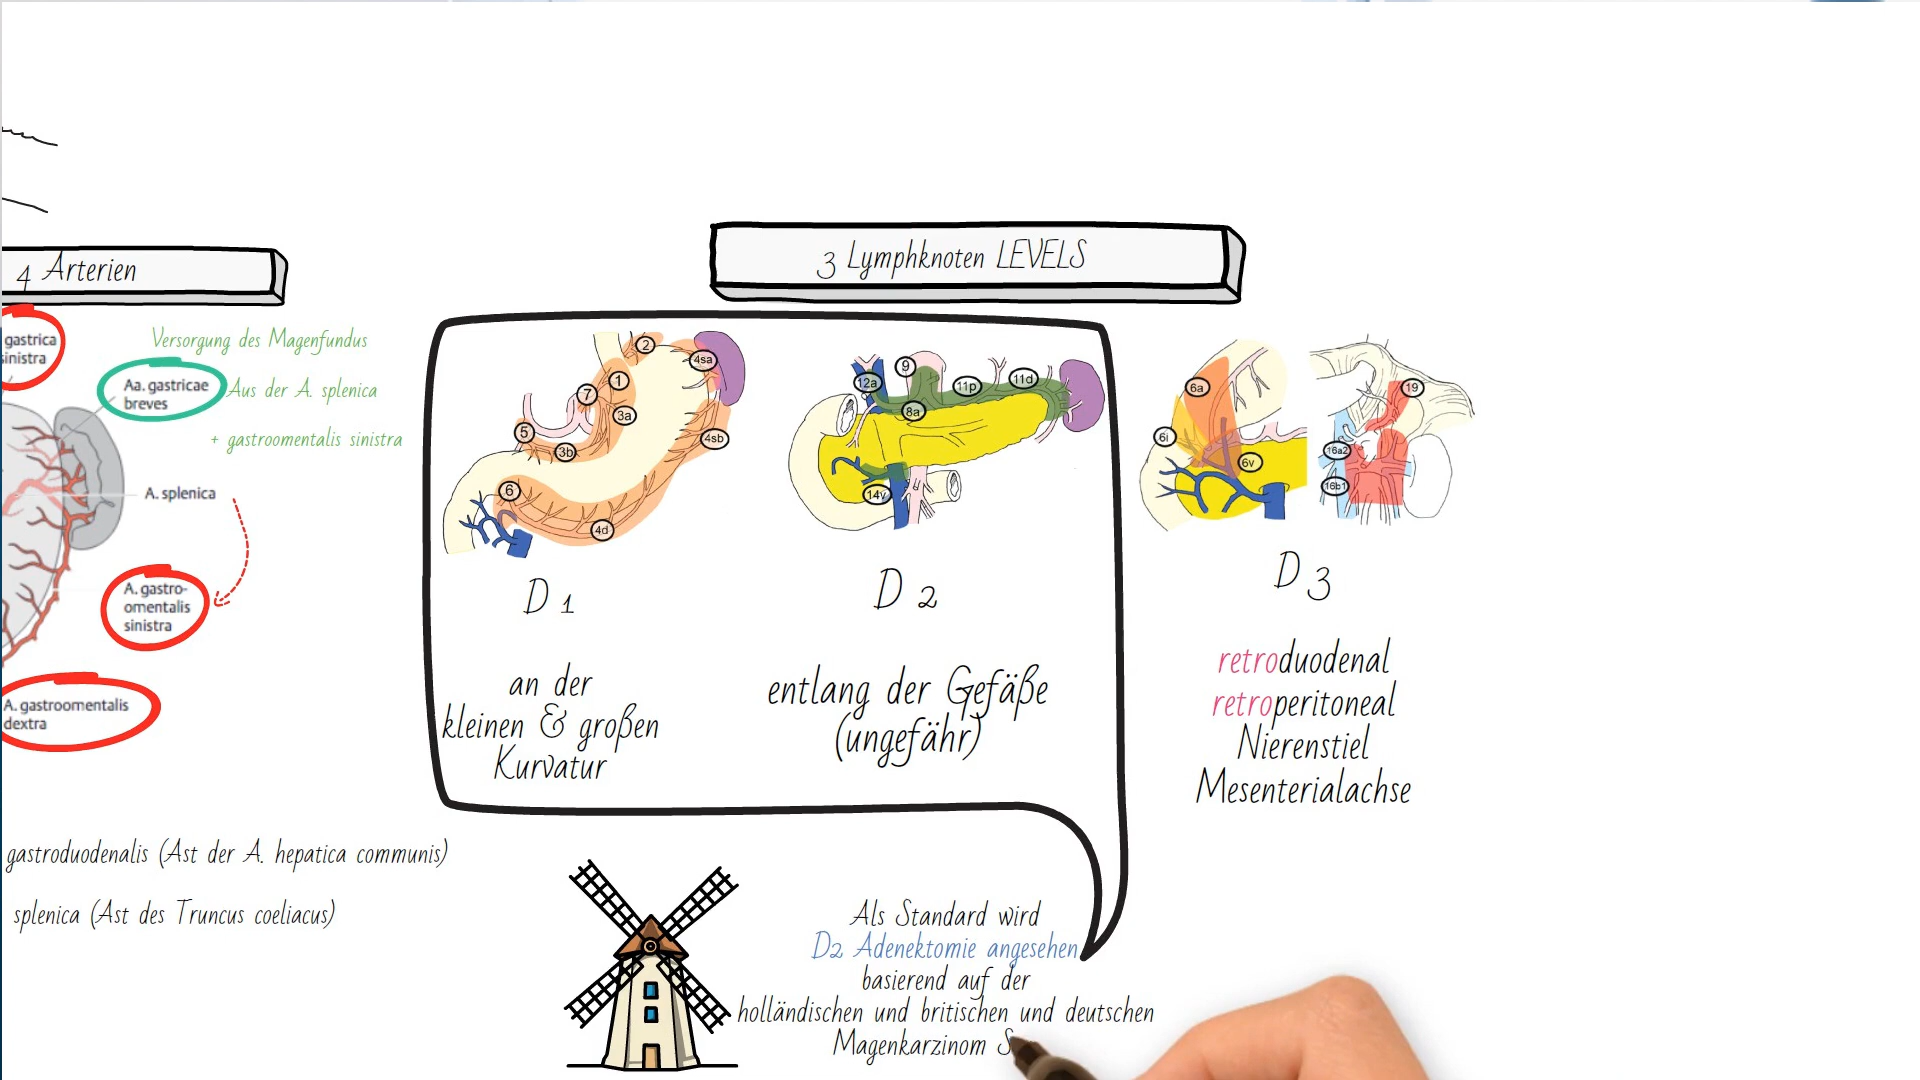 4 Arterien
gastrica
sinistra
Versorgung des Magenfundus
Aa. gastricae
breves
Aus der A. splenica
+ gastroomentalis sinistra
A. splenica
A. gastro-
omentalis
sinistra
A. gastroomentalis
dextra
gastroduodenalis (Ast der A. hepatica communis)
splenica (Ast des Truncus coeliacus)
3 Lymphknoten LEVELS
2
4sa
1
7
3a
5
3b
4sb
6
4d
D 1
an der
kleinen & großen
Kurvatur
9
12a
11p
11d
8a
14v
D 2
entlang der Gefäße
(ungefähr)
6a
6i
6v
19
16a2
16b1
D 3
retroduodenal
retroperitoneal
Nierenstiel
Mesenterialachse
Als Standard wird
D2 Adenektomie angesehen
basierend auf der
holländischen und britischen und deutschen
Magenkarzinom S